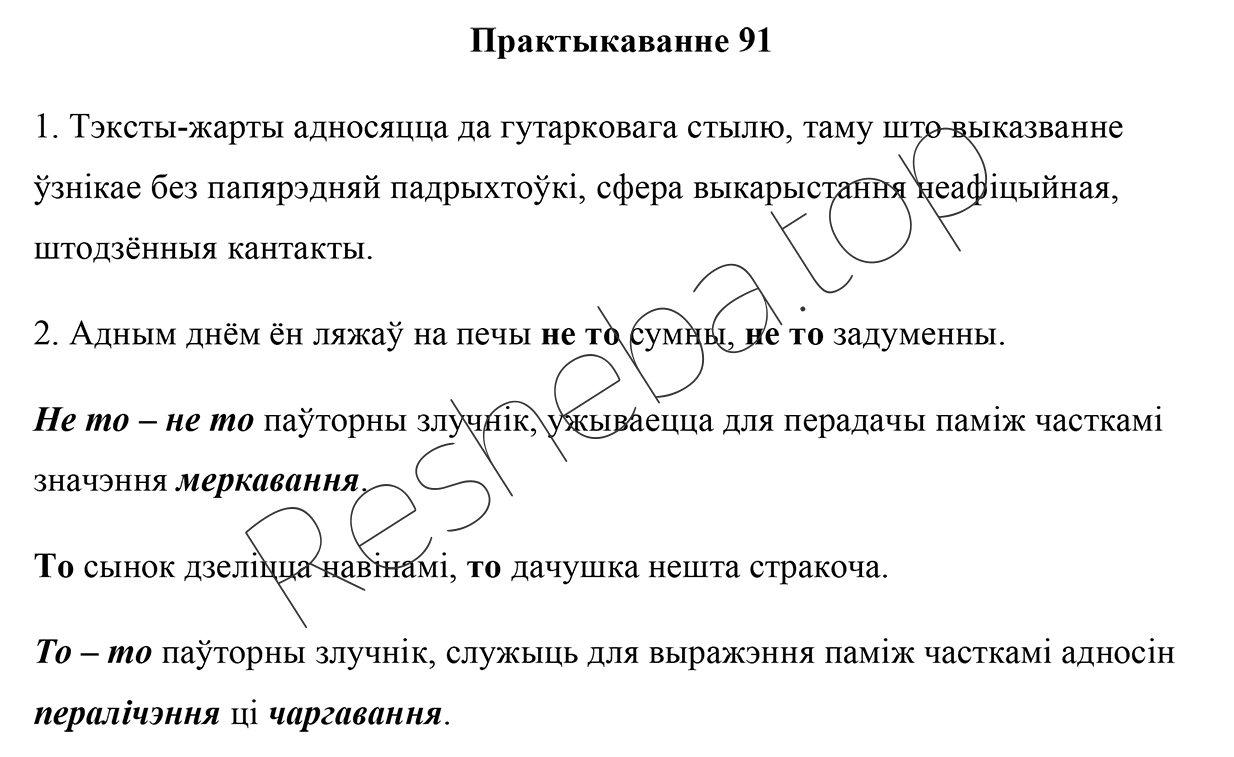 Практыкаванне 91
1. Тэксты-жарты адносяцца да гутарковага стылю, таму што выказванне
ўзнікае без папярэдняй падрыхтоўкі, сфера выкарыстання неафіцыйная,
штодзённыя кантакты.
2. Адным днём ён ляжаў на печы не то сумны, не то задуменны.
Не то – не то паўторны злучнік, ужываецца для перадачы паміж часткамі
значэння меркавання.
То сынок дзеліцца навінамі, то дачушка нешта стракоча.
То – то паўторны злучнік, служыць для выражэння паміж часткамі адносін
пералічэння ці чаргавання.
Resheba.top